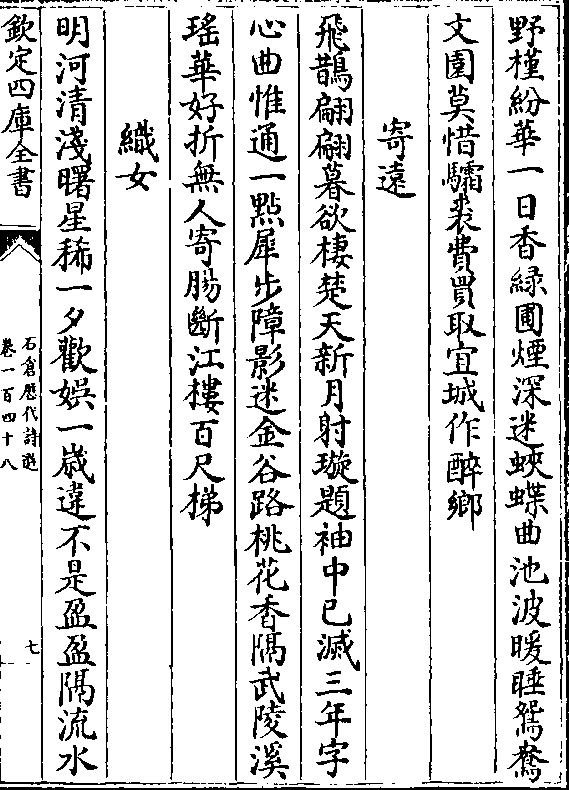 野槿紛華一日香緑圃煙深迷蛺蝶曲池波暖睡鴛鴦
文園莫惜驌裘費買取宜城作醉鄉
寄遠
飛鵲翩翩暮欲棲楚天新月射璇題袖中已滅三年字
心曲惟通一點犀步障影迷金谷路桃花香隔武陵溪
瑤華好折無人寄腸斷江樓百尺梯
織女
明河清淺曙星稀一夕歡娛一歳違不是盈盈隔流水
欽定四庫全書
石倉歴代詩選
卷一百四十八
七